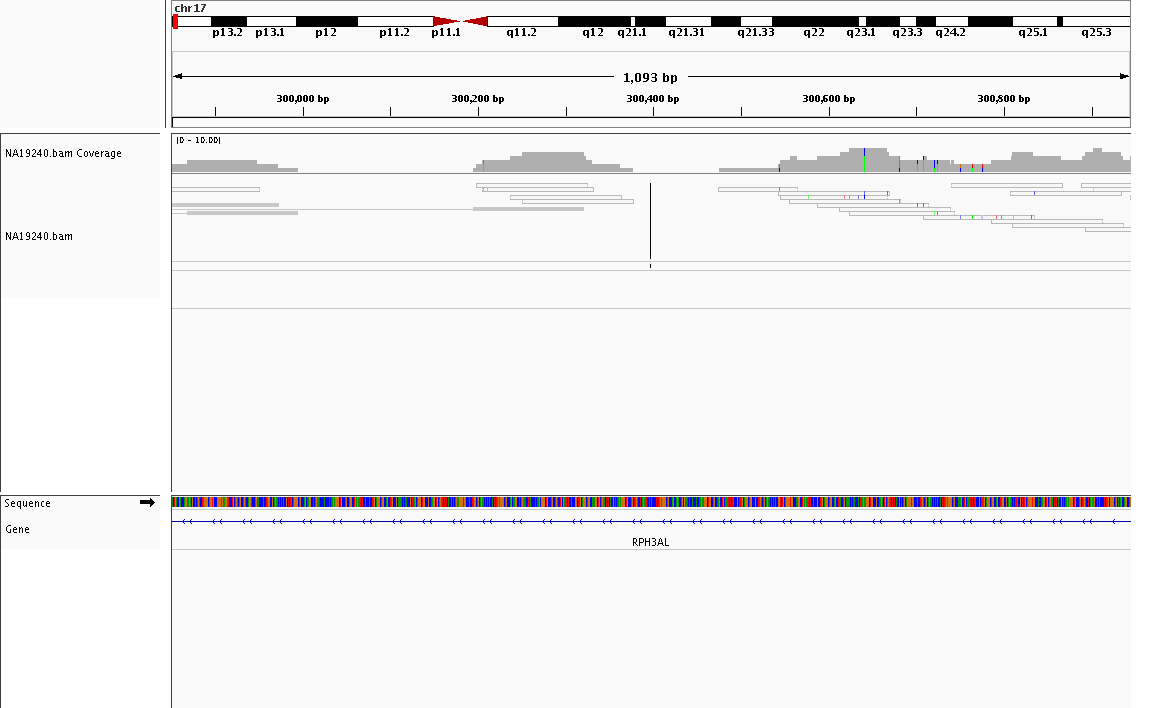 chr17
p13.2 p13.1 p12 p11.2 p11.1 q11.2 q12 q21.1 q21.31 q21.33 q22 q23.1 q23.3 q24.2 q25.1 q25.3
1,093 bp
300,000 bp 300,200 bp 300,400 bp 300,600 bp 300,800 bp
[0 - 10.00]
NA19240.bam Coverage
NA19240.bam
Sequence
Gene
RPH3AL